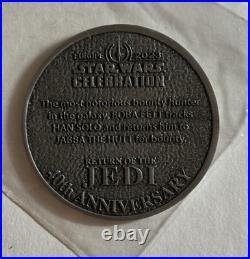 EUROPE 2023
STAR WARS
CELEBRATION
The most notorious bounty hunter
in the galaxy, BOBA FETT tracks
HAN SOLO and returns him to
JABBA THE HUTT for bounty.
RETURN OF THE
JEDI
40th ANNIVERSARY